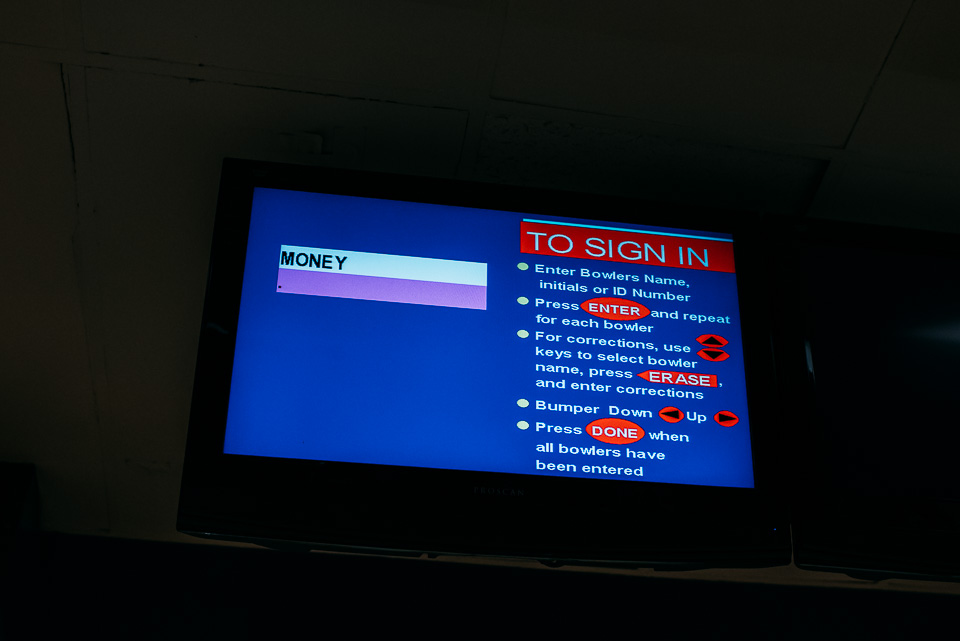 MONEY
.
TO SIGN IN
Enter Bowlers Name,
initials or ID Number
Press ENTER and repeat
for each bowler
For corrections, use
keys to select bowler
name, press ERASE,
and enter corrections
Bumper Down Up
Press DONE when
all bowlers have
been entered
PROSCAN